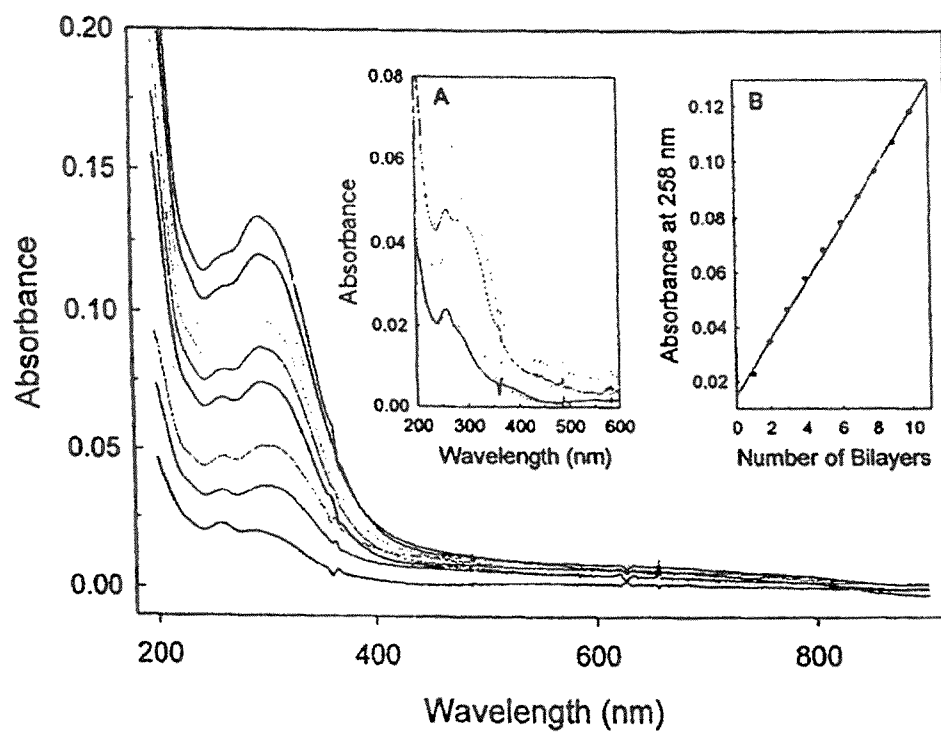 0.20
0.15
0.10
0.05
0.00
Absorbance
200
400
600
800
Wavelength (nm)
A
0.08
0.06
0.04
0.02
0.00
Absorbance
200 300 400 500 600
Wavelength (nm)
B
0.12
0.10
0.08
0.06
0.04
0.02
Absorbance at 258 nm
0 2 4 6 8 10
Number of Bilayers